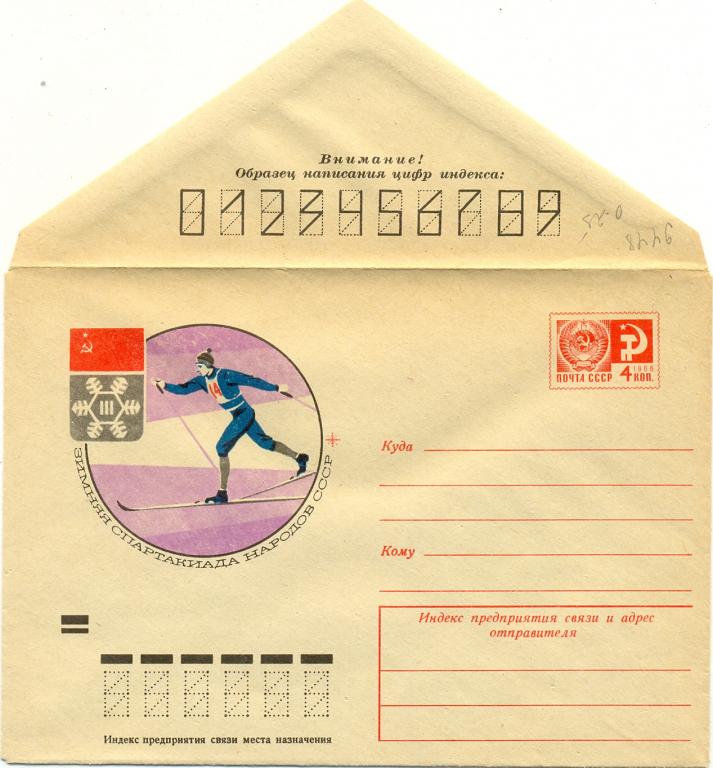 Внимание!
Образец написания цифр индекса:
0123456789
0-25
9448
III
14
ЗИМНЯЯ СПАРТАКИАДА НАРОДОВ СССР
1966
ПОЧТА СССР 4 КОП.
Куда
Кому
Индекс предприятия связи и адрес
отправителя
Индекс предприятия связи места назначения